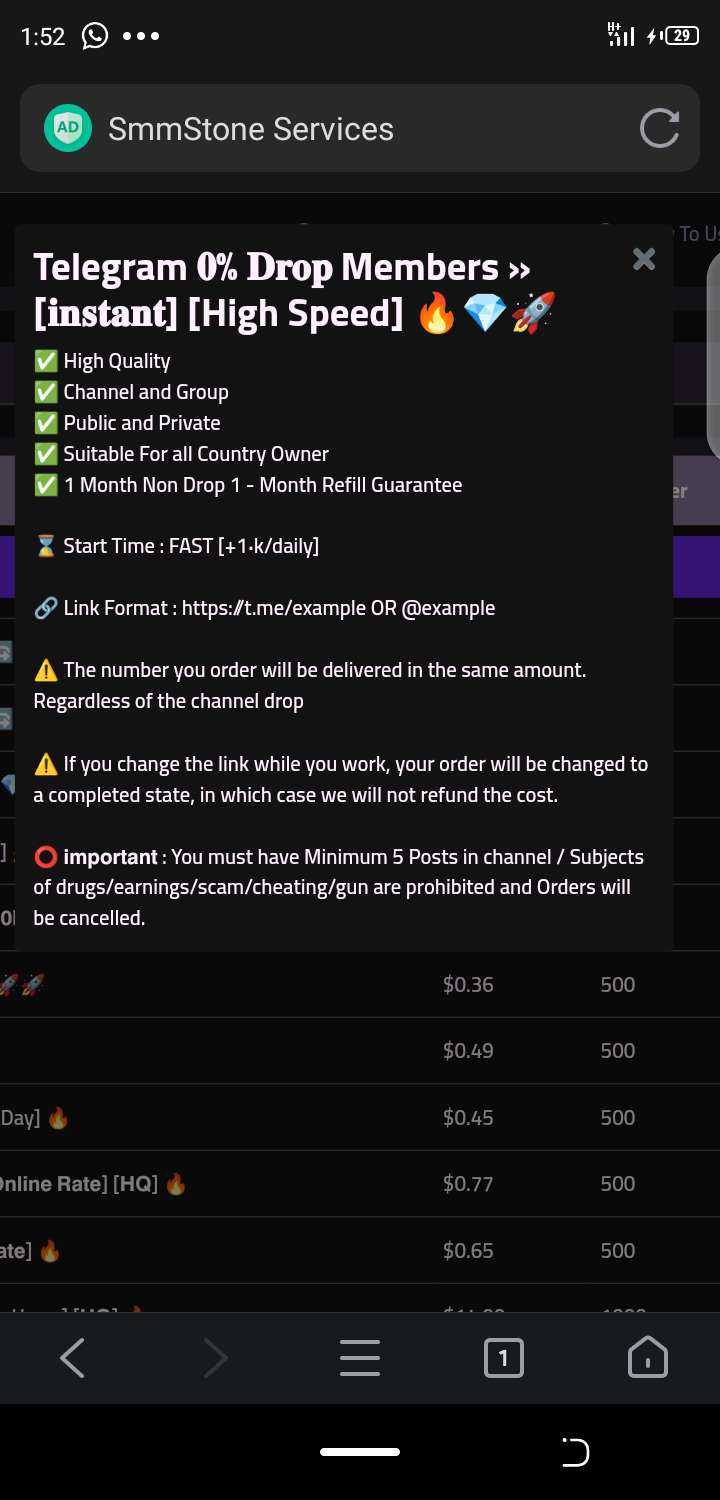 1:52
H+
29
AD SmmStone Services
To Us
Telegram 𝟎% 𝐃𝐫𝐨𝐩 Members »
[𝐢𝐧𝐬𝐭𝐚𝐧𝐭] [High Speed] 🔥💎🚀
✅ High Quality
✅ Channel and Group
✅ Public and Private
✅ Suitable For all Country Owner
✅ 1 Month Non Drop 1 - Month Refill Guarantee
er
⌛ Start Time : FAST [+1·k/daily]
🔗 Link Format : https://t.me/example OR @example
⚠️ The number you order will be delivered in the same amount.
Regardless of the channel drop
⚠️ If you change the link while you work, your order will be changed to
a completed state, in which case we will not refund the cost.
⭕ 𝗶𝗺𝗽𝗼𝗿𝘁𝗮𝗻𝘁 : You must have Minimum 5 Posts in channel / Subjects
of drugs/earnings/scam/cheating/gun are prohibited and Orders will
be cancelled.
🚀🚀 $0.36 500
$0.49 500
Day] 🔥 $0.45 500
Online Rate] [HQ] 🔥 $0.77 500
ate] 🔥 $0.65 500
1